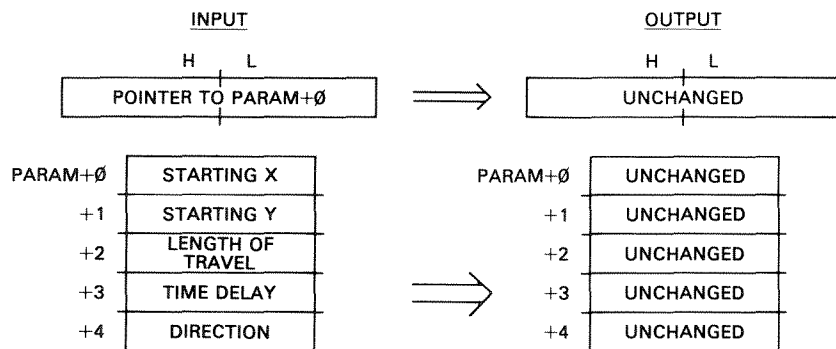 INPUT OUTPUT
H L H L
POINTER TO PARAM+Ø UNCHANGED
PARAM+Ø STARTING X PARAM+Ø UNCHANGED
+1 STARTING Y +1 UNCHANGED
+2 LENGTH OF TRAVEL +2 UNCHANGED
+3 TIME DELAY +3 UNCHANGED
+4 DIRECTION +4 UNCHANGED